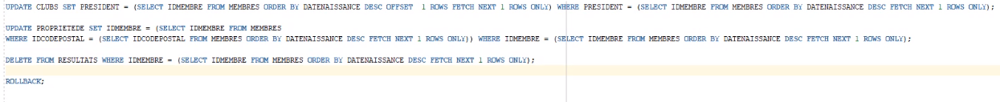 UPDATE CLUBS SET PRESIDENT = (SELECT IDMEMBRE FROM MEMBRES ORDER BY DATENAISSANCE DESC OFFSET  1 ROWS FETCH NEXT 1 ROWS ONLY) WHERE PRESIDENT = (SELECT IDMEMBRE FROM MEMBRES ORDER BY DATENAISSANCE DESC FETCH NEXT 1 ROWS ONLY);
UPDATE PROPRIETEDE SET IDMEMBRE = (SELECT IDMEMBRE FROM MEMBRES
WHERE IDCODEPOSTAL = (SELECT IDCODEPOSTAL FROM MEMBRES ORDER BY DATENAISSANCE DESC FETCH NEXT 1 ROWS ONLY)) WHERE IDMEMBRE = (SELECT IDMEMBRE FROM MEMBRES ORDER BY DATENAISSANCE DESC FETCH NEXT 1 ROWS ONLY);
DELETE FROM RESULTATS WHERE IDMEMBRE = (SELECT IDMEMBRE FROM MEMBRES ORDER BY DATENAISSANCE DESC FETCH NEXT 1 ROWS ONLY);
ROLLBACK;